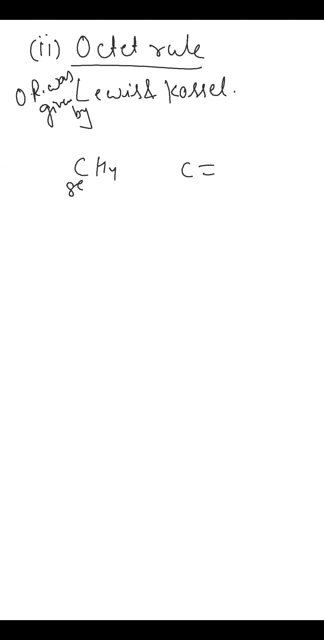 (ii) Octet rule
O.R. was given by Lewis & Kossel.
CH4 C =
8e